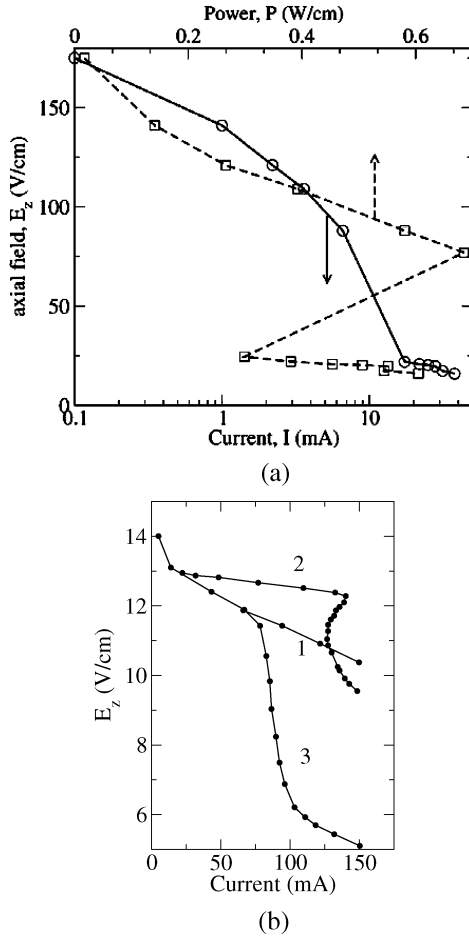 Power, P (W/cm)
0 0.2 0.4 0.6
axial field, E_z (V/cm)
150
100
50
0
0.1 1 10
Current, I (mA)
(a)
14
12
10
8
6
E_z (V/cm)
2
1
3
0 50 100 150
Current (mA)
(b)